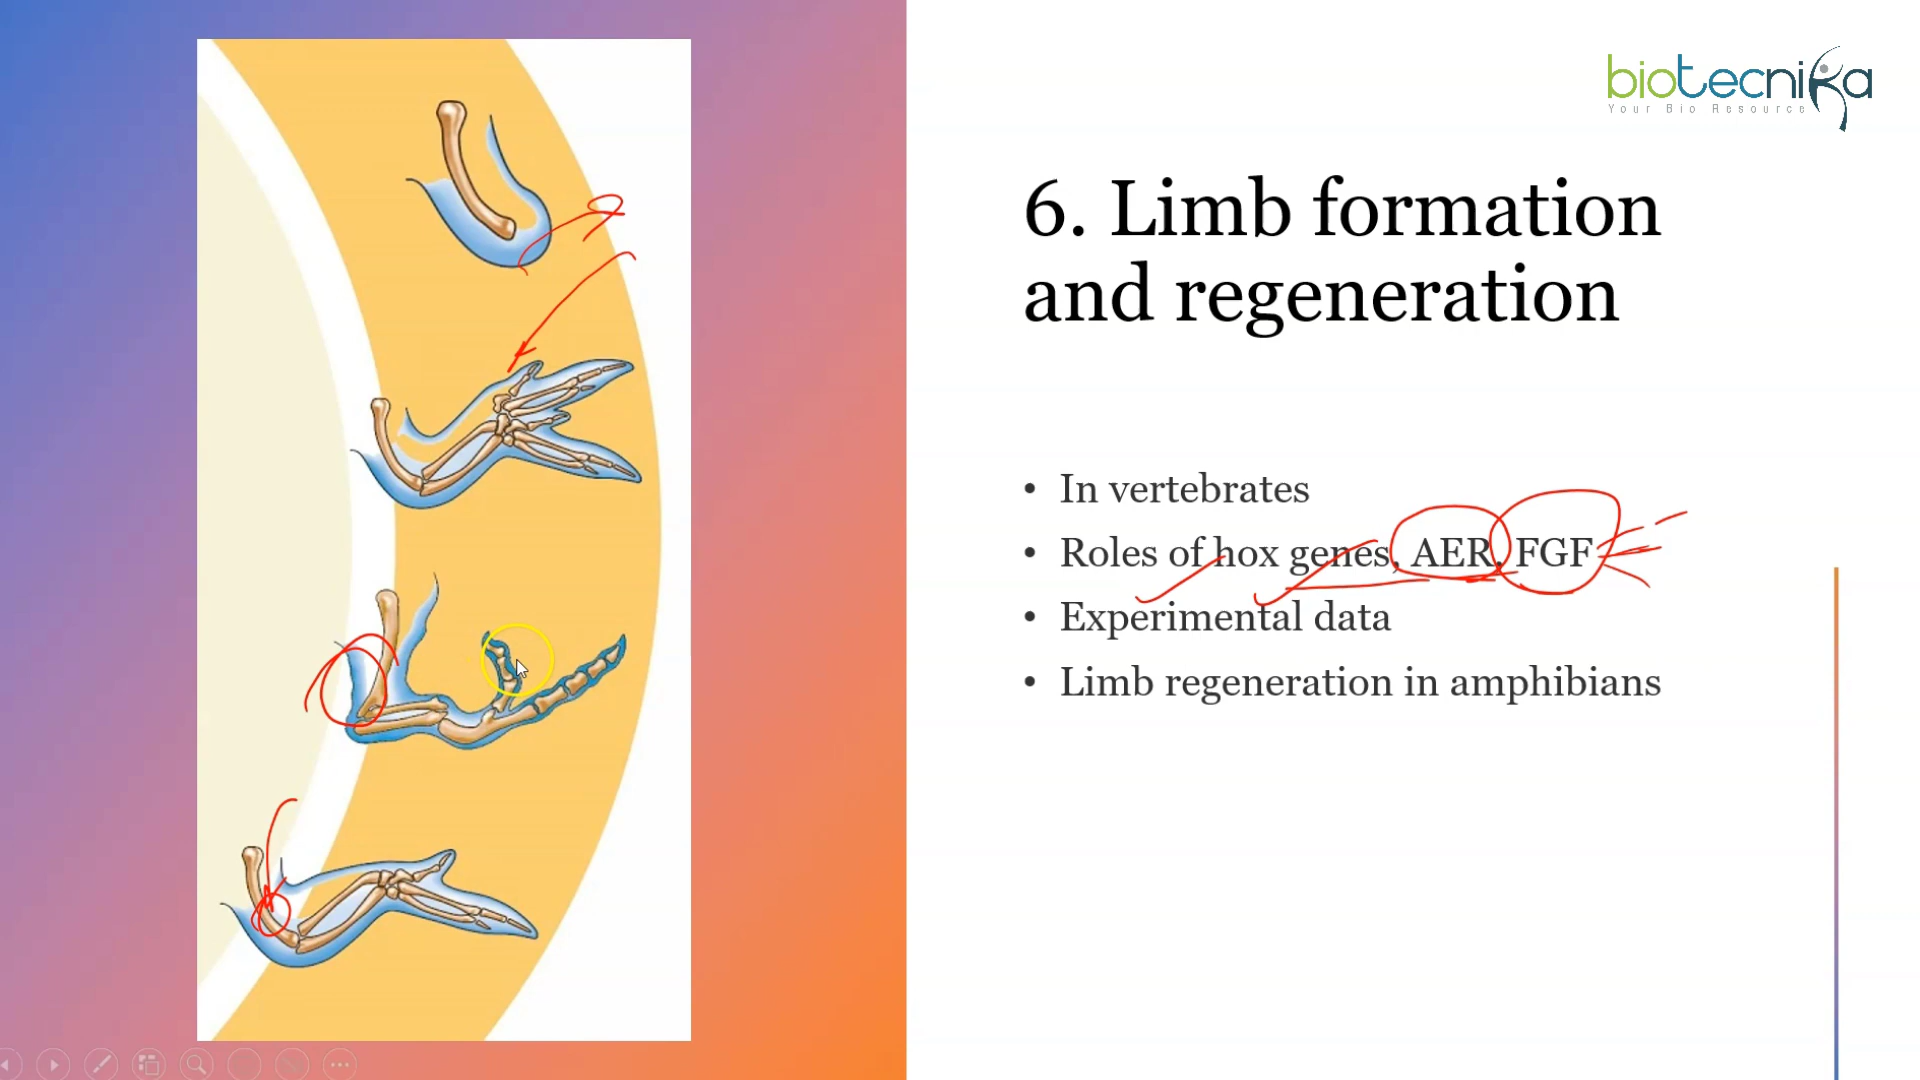 biotecnika
Your Bio Resource
6. Limb formation
and regeneration
• In vertebrates
• Roles of hox genes, AER, FGF
• Experimental data
• Limb regeneration in amphibians